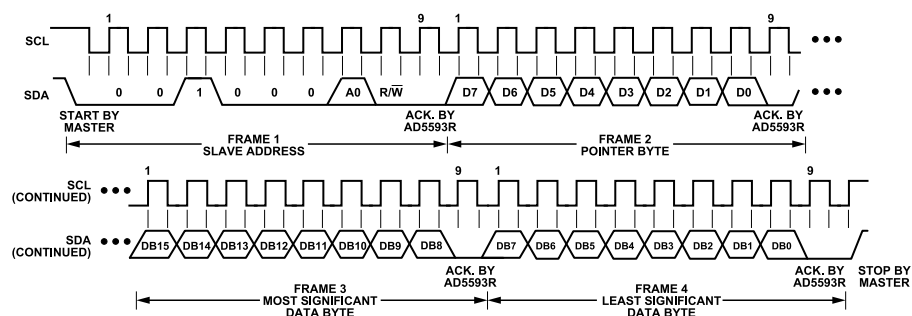 1 9 1 9
SCL
SDA 0 0 1 0 0 0 A0 R/W̅ D7 D6 D5 D4 D3 D2 D1 D0
START BY
MASTER
ACK. BY
AD5593R
ACK. BY
AD5593R
FRAME 1
SLAVE ADDRESS
FRAME 2
POINTER BYTE
1 9 1 9
SCL
(CONTINUED)
SDA
(CONTINUED)
DB15 DB14 DB13 DB12 DB11 DB10 DB9 DB8 DB7 DB6 DB5 DB4 DB3 DB2 DB1 DB0
ACK. BY
AD5593R
ACK. BY
AD5593R
STOP BY
MASTER
FRAME 3
MOST SIGNIFICANT
DATA BYTE
FRAME 4
LEAST SIGNIFICANT
DATA BYTE